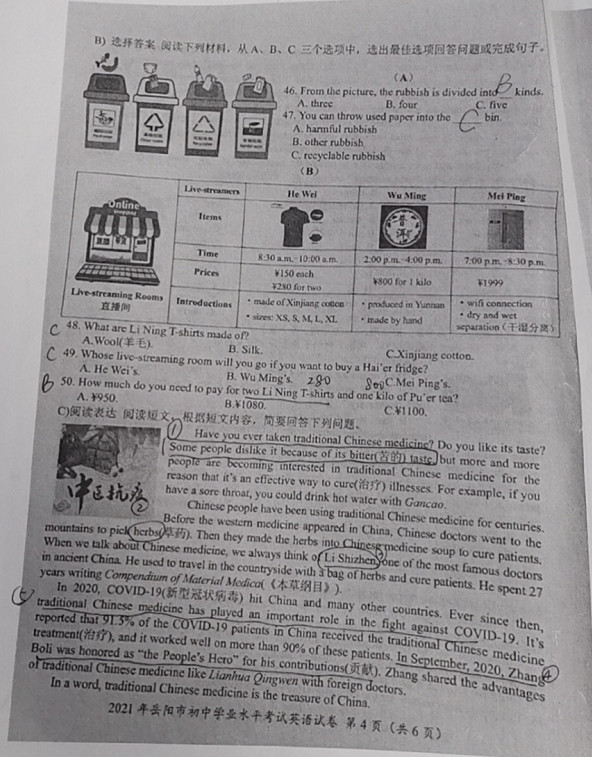 B) 选择答案 阅读下列材料，从 A、B、C 三个选项中，选出最佳选项回答问题或完成句子。
(A)
46. From the picture, the rubbish is divided into B kinds.
A. three B. four C. five
47. You can throw used paper into the C bin.
A. harmful rubbish
B. other rubbish
C. recyclable rubbish
(B)
Online
shopping
Live-streaming Rooms
直播间
Live-streamers He Wei Wu Ming Mei Ping
Items
Time 8:30 a.m.-10:00 a.m. 2:00 p.m.-4:00 p.m. 7:00 p.m.-8:30 p.m.
Prices ¥150 each ¥800 for 1 kilo ¥1999
¥280 for two
Introductions • made of Xinjiang cotton • produced in Yunnan • wifi connection
• sizes: XS, S, M, L, XL • made by hand • dry and wet
separation (干湿分离)
C 48. What are Li Ning T-shirts made of?
A.Wool(羊毛). B. Silk. C.Xinjiang cotton.
C 49. Whose live-streaming room will you go if you want to buy a Hai'er fridge?
A. He Wei's. B. Wu Ming's. C.Mei Ping's.
280 800
B 50. How much do you need to pay for two Li Ning T-shirts and one kilo of Pu'er tea?
A. ¥950. B.¥1080. C.¥1100.
C)阅读表达 阅读短文，根据短文内容，简要回答下列问题。
中医抗疫
① Have you ever taken traditional Chinese medicine? Do you like its taste?
Some people dislike it because of its bitter(苦的) taste, but more and more
people are becoming interested in traditional Chinese medicine for the
reason that it's an effective way to cure(治疗) illnesses. For example, if you
have a sore throat, you could drink hot water with Gancao.
Chinese people have been using traditional Chinese medicine for centuries.
② Before the western medicine appeared in China, Chinese doctors went to the
mountains to pick herbs(草药). Then they made the herbs into Chinese medicine soup to cure patients.
When we talk about Chinese medicine, we always think of Li Shizhen, one of the most famous doctors
in ancient China. He used to travel in the countryside with a bag of herbs and cure patients. He spent 27
years writing Compendium of Material Medica(《本草纲目》).
⑤ In 2020, COVID-19(新型冠状病毒) hit China and many other countries. Ever since then,
traditional Chinese medicine has played an important role in the fight against COVID-19. It's
reported that 91.5% of the COVID-19 patients in China received the traditional Chinese medicine
treatment(治疗), and it worked well on more than 90% of these patients. In September, 2020, Zhang ④
Boli was honored as "the People's Hero" for his contributions(贡献). Zhang shared the advantages
of traditional Chinese medicine like Lianhua Qingwen with foreign doctors.
In a word, traditional Chinese medicine is the treasure of China.
2021 年岳阳市初中学业水平考试英语试卷 第 4 页（共 6 页）